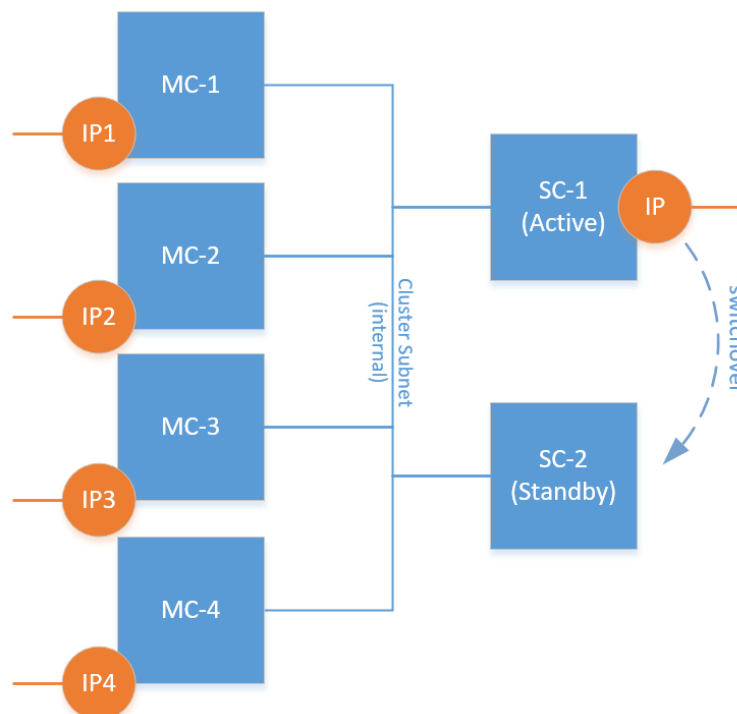 MC-1
IP1
MC-2
IP2
MC-3
IP3
MC-4
IP4
Cluster Subnet
(internal)
SC-1
(Active)
IP
switchover
SC-2
(Standby)